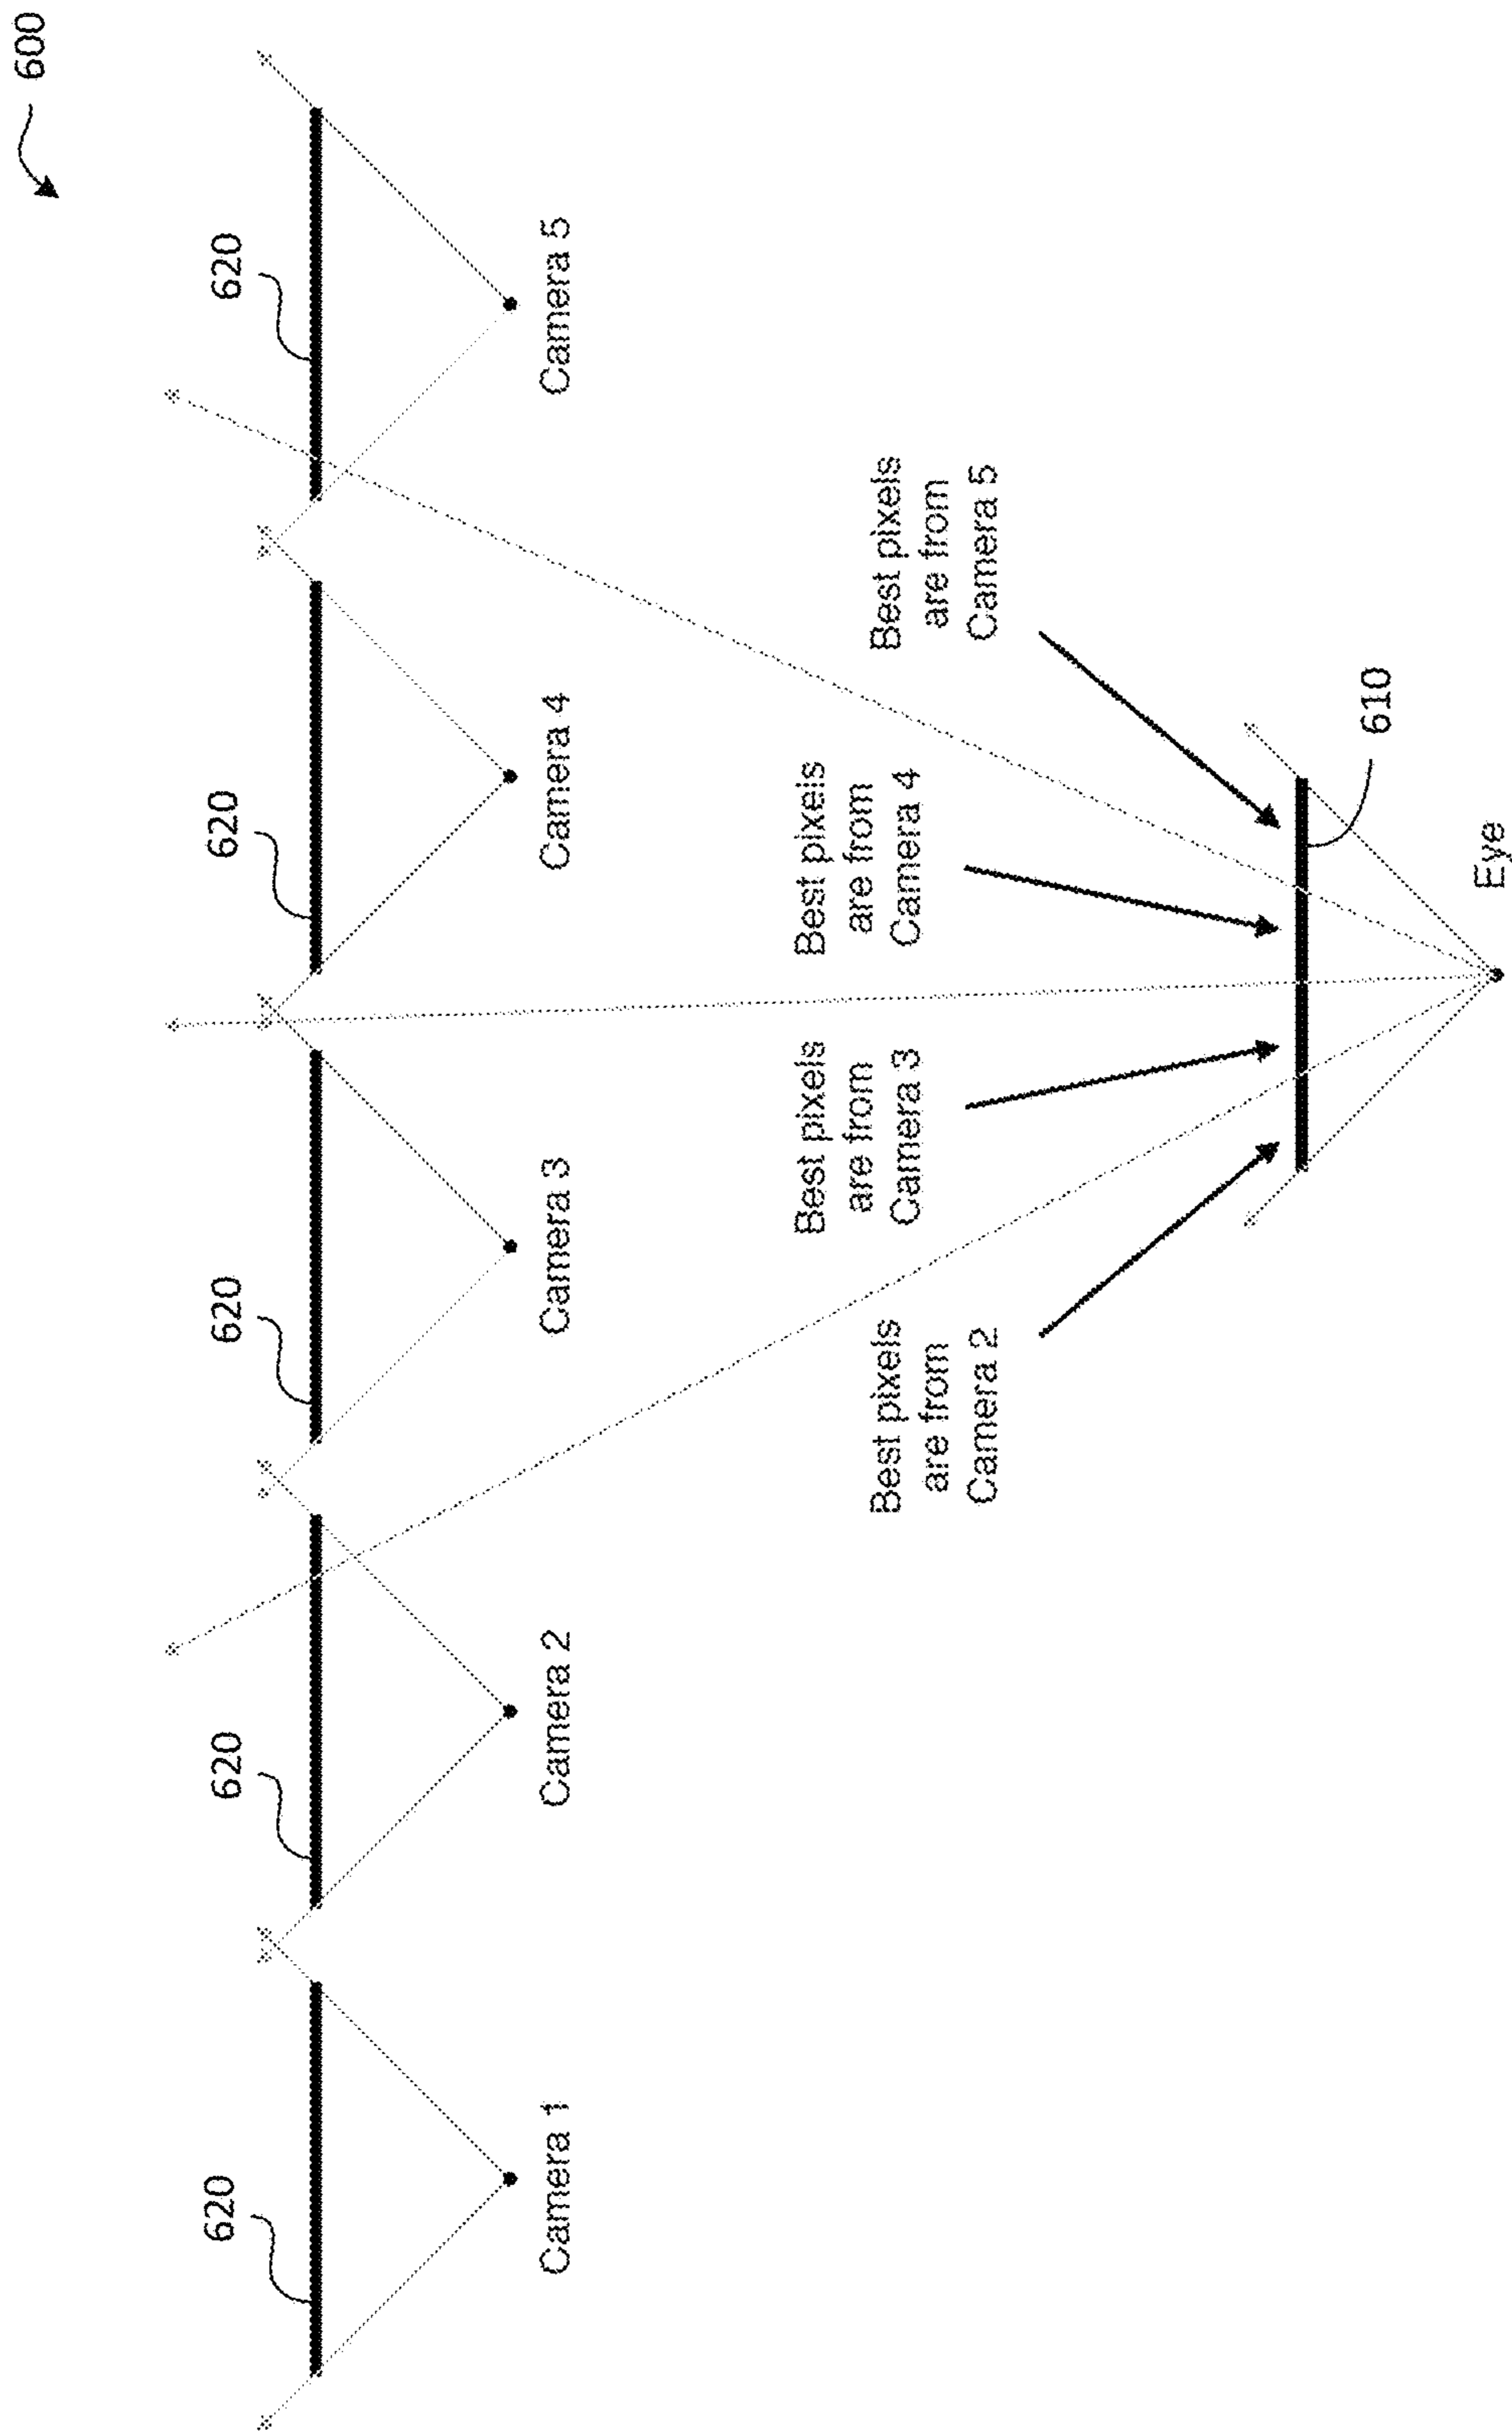 600
620
620
620
620
620
Camera 1
Camera 2
Camera 3
Camera 4
Camera 5
Best pixels
are from
Camera 2
Best pixels
are from
Camera 3
Best pixels
are from
Camera 4
Best pixels
are from
Camera 5
610
Eye